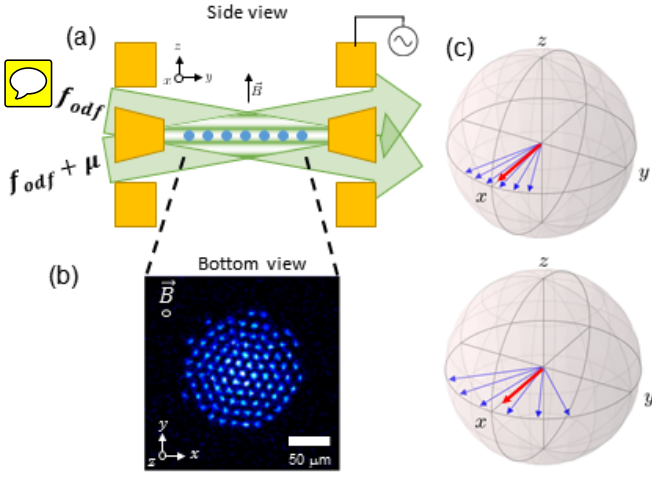 Side view
(a)
z
x
y
B⃗
f_odf
f_odf + μ
(b)
Bottom view
B⃗
y
z
x
50 μm
(c)
z
y
x
z
y
x